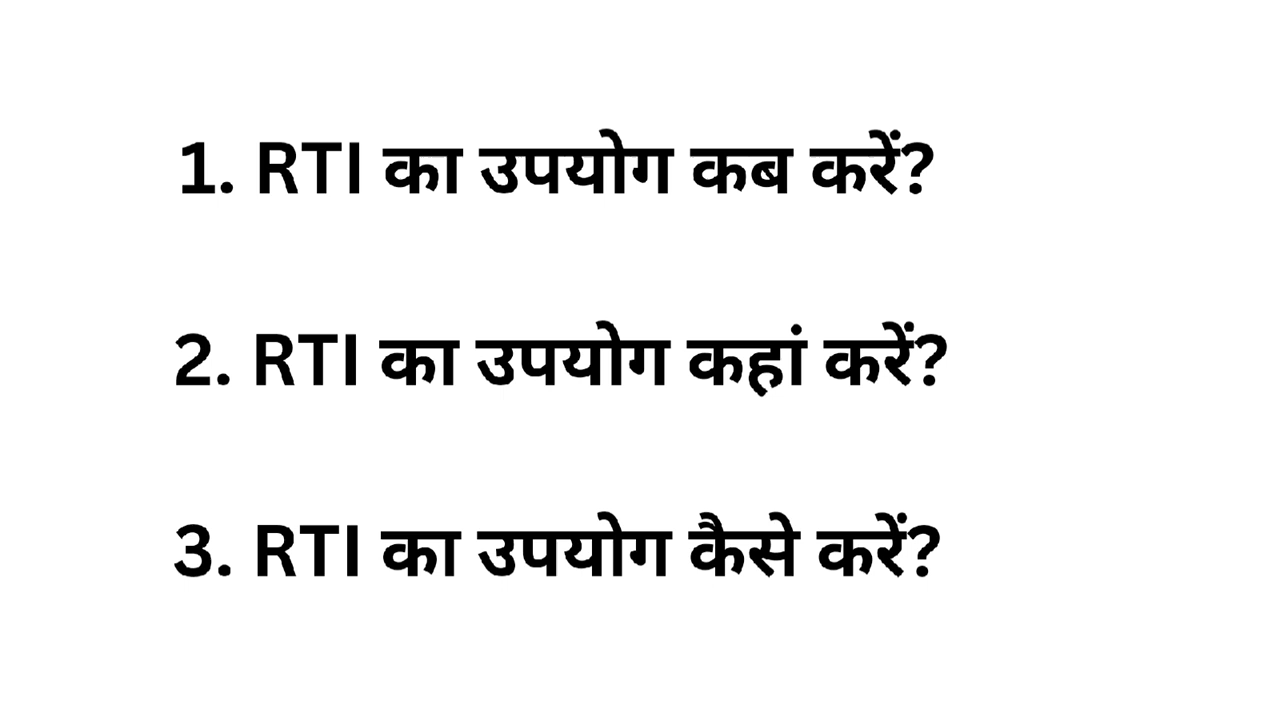 1. RTI का उपयोग कब करें?
2. RTI का उपयोग कहां करें?
3. RTI का उपयोग कैसे करें?